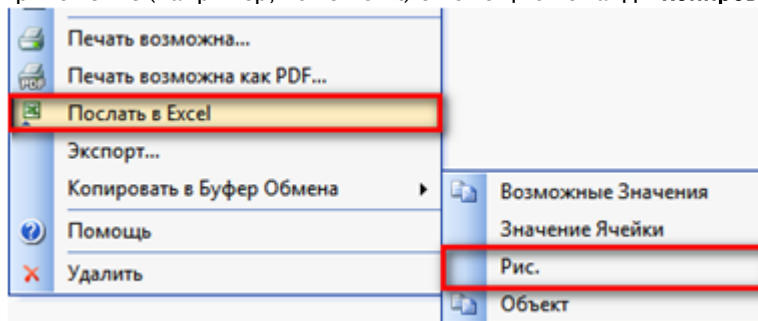 Печать возможна...
Печать возможна как PDF...
Послать в Excel
Экспорт...
Копировать в Буфер Обмена
Возможные Значения
Помощь
Значение Ячейки
Удалить
Рис.
Объект